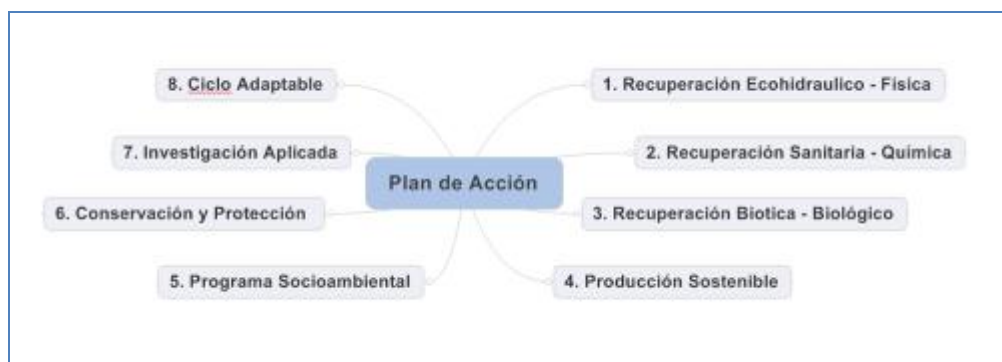 8. Ciclo Adaptable
1. Recuperación Ecohidraulico - Física
7. Investigación Aplicada
2. Recuperación Sanitaria - Química
Plan de Acción
6. Conservación y Protección
3. Recuperación Biotica - Biológico
5. Programa Socioambiental
4. Producción Sostenible